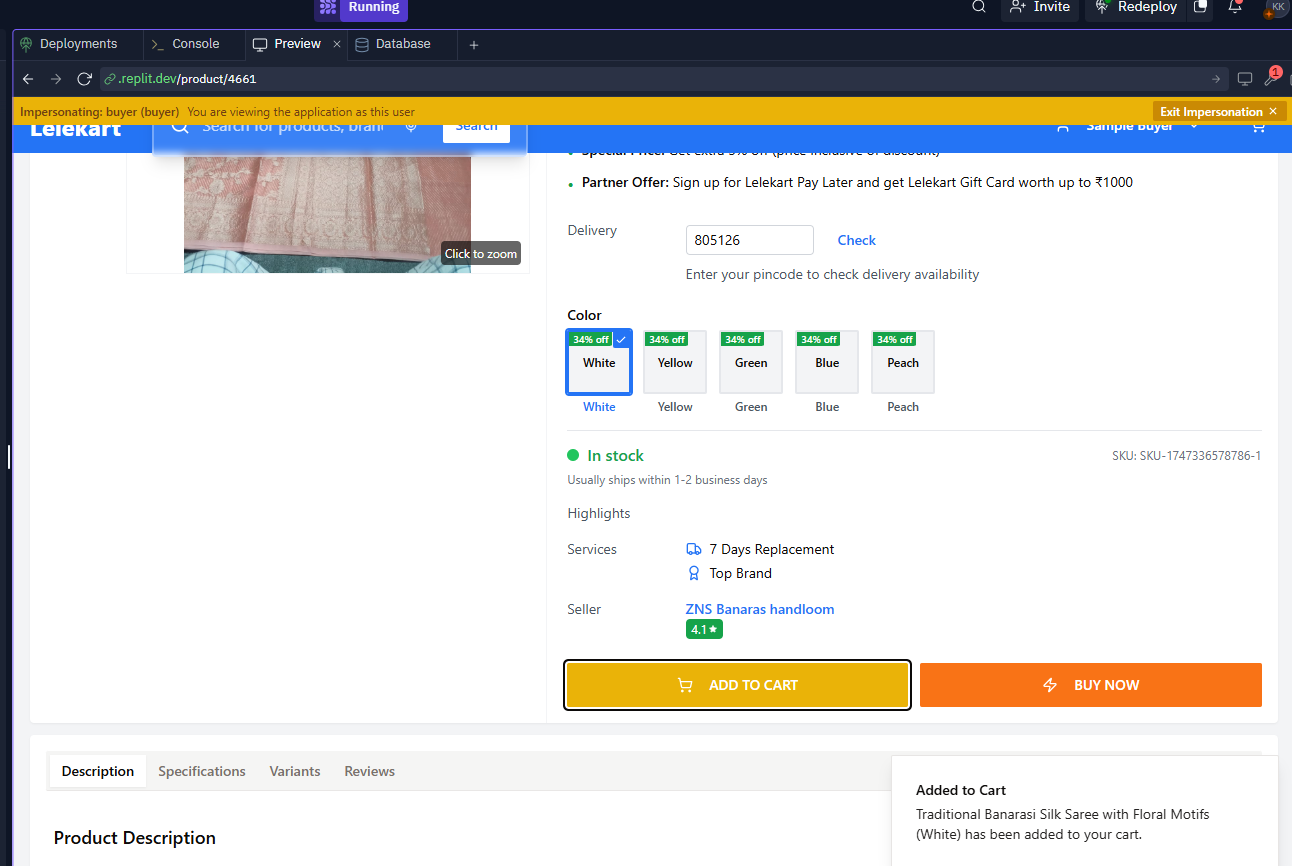 Running
Invite
Redeploy
KK
Deployments
Console
Preview
Database
.replit.dev/product/4661
1
Impersonating: buyer (buyer) You are viewing the application as this user
Exit Impersonation ×
Lelekart
Search for products, bran
Search
Sample Buyer
Special Price: Get extra 5% off (price inclusive of discount)
Partner Offer: Sign up for Lelekart Pay Later and get Lelekart Gift Card worth up to ₹1000
Click to zoom
Delivery
805126
Check
Enter your pincode to check delivery availability
Color
34% off 34% off 34% off 34% off 34% off
White Yellow Green Blue Peach
White Yellow Green Blue Peach
In stock
SKU: SKU-1747336578786-1
Usually ships within 1-2 business days
Highlights
Services
7 Days Replacement
Top Brand
Seller
ZNS Banaras handloom
4.1★
ADD TO CART
BUY NOW
Description Specifications Variants Reviews
Product Description
Added to Cart
Traditional Banarasi Silk Saree with Floral Motifs
(White) has been added to your cart.